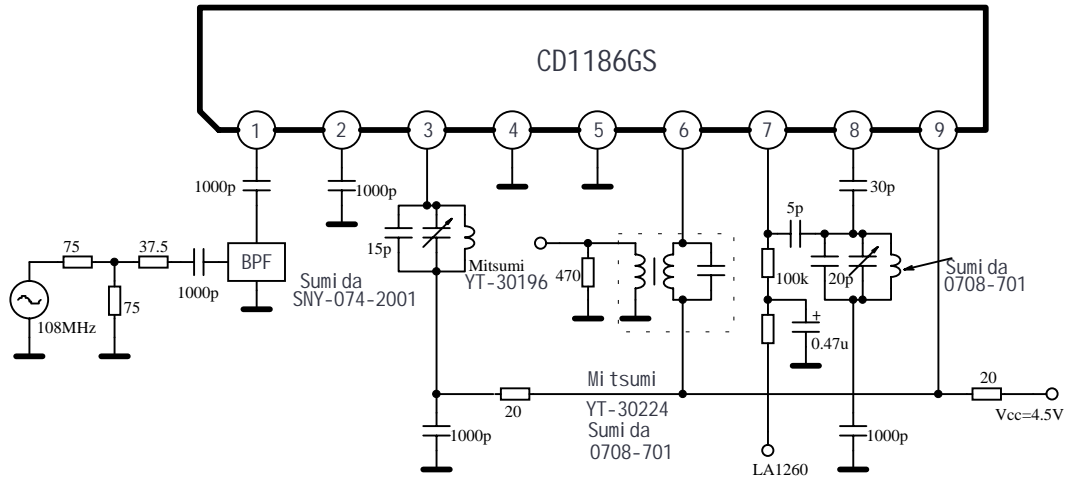 CD1186GS
1 2 3 4 5 6 7 8 9
1000p
1000p
30p
5p
15p
75
37.5
BPF
Sumida
SNY-074-2001
Mitsumi
YT-30196
470
100k
20p
Sumida
0708-701
1000p
75
108MHz
+
0.47u
Mitsumi
YT-30224
Sumida
0708-701
20
20
Vcc=4.5V
1000p
1000p
LA1260